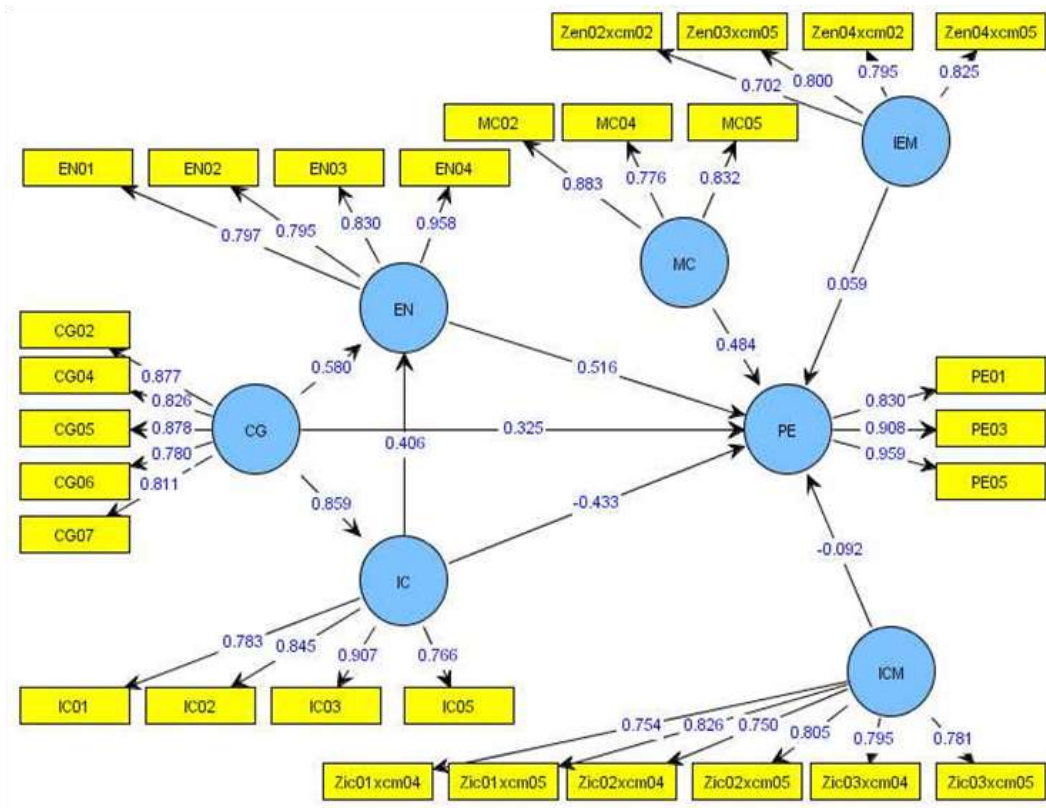 Zen02xcm02
Zen03xcm05
Zen04xcm02
Zen04xcm05
0.702
0.800
0.795
0.825
IEM
MC02
MC04
MC05
0.883
0.776
0.832
MC
EN01
EN02
EN03
EN04
0.797
0.795
0.830
0.958
EN
0.059
0.484
0.516
0.580
CG02
CG04
CG05
CG06
CG07
0.877
0.826
0.878
0.780
0.811
CG
0.406
0.325
PE
0.830
0.908
0.959
PE01
PE03
PE05
0.859
-0.433
-0.092
IC
0.783
0.845
0.907
0.766
IC01
IC02
IC03
IC05
ICM
0.754
0.826
0.750
0.805
0.795
0.781
Zic01xcm04
Zic01xcm05
Zic02xcm04
Zic02xcm05
Zic03xcm04
Zic03xcm05